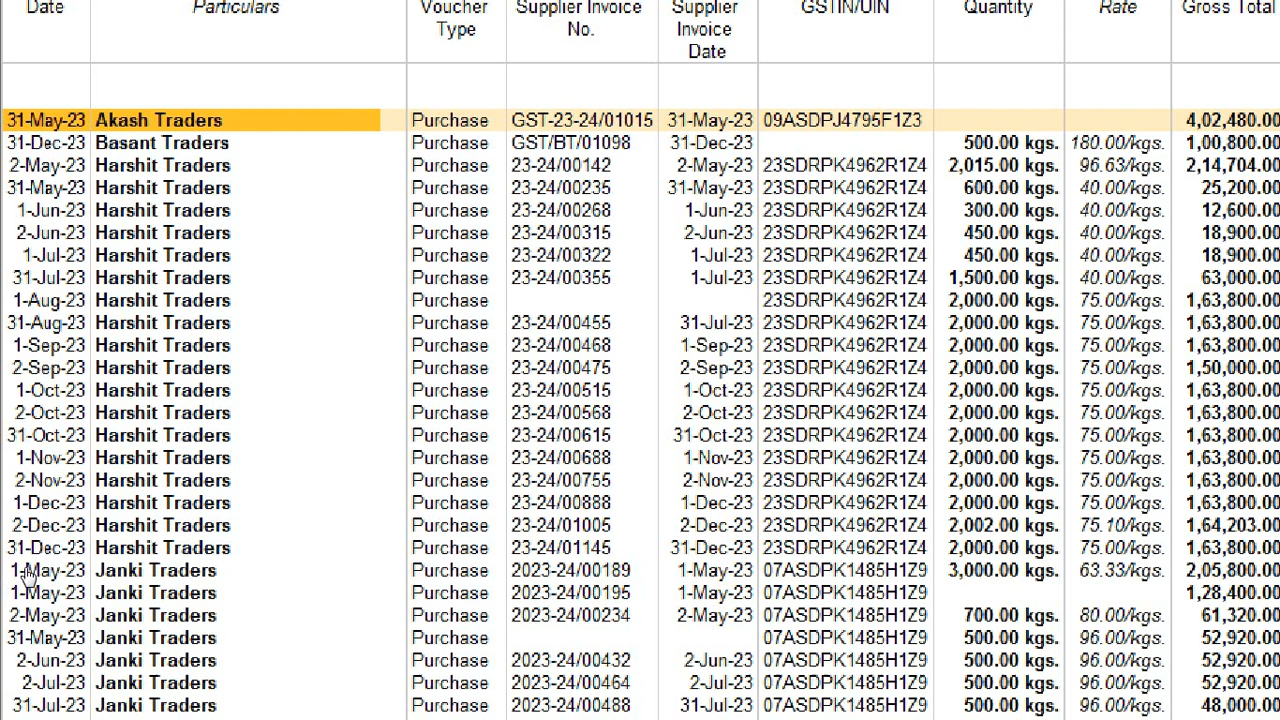 Date Particulars Voucher Type Supplier Invoice No. Supplier Invoice Date GSTIN/UIN Quantity Rate Gross Total
31-May-23 Akash Traders Purchase GST-23-24/01015 31-May-23 09ASDPJ4795F1Z3 4,02,480.00
31-Dec-23 Basant Traders Purchase GST/BT/01098 31-Dec-23 500.00 kgs. 180.00/kgs. 1,00,800.00
2-May-23 Harshit Traders Purchase 23-24/00142 2-May-23 23SDRPK4962R1Z4 2,015.00 kgs. 96.63/kgs. 2,14,704.00
31-May-23 Harshit Traders Purchase 23-24/00235 31-May-23 23SDRPK4962R1Z4 600.00 kgs. 40.00/kgs. 25,200.00
1-Jun-23 Harshit Traders Purchase 23-24/00268 1-Jun-23 23SDRPK4962R1Z4 300.00 kgs. 40.00/kgs. 12,600.00
2-Jun-23 Harshit Traders Purchase 23-24/00315 2-Jun-23 23SDRPK4962R1Z4 450.00 kgs. 40.00/kgs. 18,900.00
1-Jul-23 Harshit Traders Purchase 23-24/00322 1-Jul-23 23SDRPK4962R1Z4 450.00 kgs. 40.00/kgs. 18,900.00
31-Jul-23 Harshit Traders Purchase 23-24/00355 1-Jul-23 23SDRPK4962R1Z4 1,500.00 kgs. 40.00/kgs. 63,000.00
1-Aug-23 Harshit Traders Purchase 23SDRPK4962R1Z4 2,000.00 kgs. 75.00/kgs. 1,63,800.00
31-Aug-23 Harshit Traders Purchase 23-24/00455 31-Jul-23 23SDRPK4962R1Z4 2,000.00 kgs. 75.00/kgs. 1,63,800.00
1-Sep-23 Harshit Traders Purchase 23-24/00468 1-Sep-23 23SDRPK4962R1Z4 2,000.00 kgs. 75.00/kgs. 1,63,800.00
2-Sep-23 Harshit Traders Purchase 23-24/00475 2-Sep-23 23SDRPK4962R1Z4 2,000.00 kgs. 75.00/kgs. 1,50,000.00
1-Oct-23 Harshit Traders Purchase 23-24/00515 1-Oct-23 23SDRPK4962R1Z4 2,000.00 kgs. 75.00/kgs. 1,63,800.00
2-Oct-23 Harshit Traders Purchase 23-24/00568 2-Oct-23 23SDRPK4962R1Z4 2,000.00 kgs. 75.00/kgs. 1,63,800.00
31-Oct-23 Harshit Traders Purchase 23-24/00615 31-Oct-23 23SDRPK4962R1Z4 2,000.00 kgs. 75.00/kgs. 1,63,800.00
1-Nov-23 Harshit Traders Purchase 23-24/00688 1-Nov-23 23SDRPK4962R1Z4 2,000.00 kgs. 75.00/kgs. 1,63,800.00
2-Nov-23 Harshit Traders Purchase 23-24/00755 2-Nov-23 23SDRPK4962R1Z4 2,000.00 kgs. 75.00/kgs. 1,63,800.00
1-Dec-23 Harshit Traders Purchase 23-24/00888 1-Dec-23 23SDRPK4962R1Z4 2,000.00 kgs. 75.00/kgs. 1,63,800.00
2-Dec-23 Harshit Traders Purchase 23-24/01005 2-Dec-23 23SDRPK4962R1Z4 2,002.00 kgs. 75.10/kgs. 1,64,203.00
31-Dec-23 Harshit Traders Purchase 23-24/01145 31-Dec-23 23SDRPK4962R1Z4 2,000.00 kgs. 75.00/kgs. 1,63,800.00
1-May-23 Janki Traders Purchase 2023-24/00189 1-May-23 07ASDPK1485H1Z9 3,000.00 kgs. 63.33/kgs. 2,05,800.00
1-May-23 Janki Traders Purchase 2023-24/00195 1-May-23 07ASDPK1485H1Z9 1,28,400.00
2-May-23 Janki Traders Purchase 2023-24/00234 2-May-23 07ASDPK1485H1Z9 700.00 kgs. 80.00/kgs. 61,320.00
31-May-23 Janki Traders Purchase 07ASDPK1485H1Z9 500.00 kgs. 96.00/kgs. 52,920.00
2-Jun-23 Janki Traders Purchase 2023-24/00432 2-Jun-23 07ASDPK1485H1Z9 500.00 kgs. 96.00/kgs. 52,920.00
2-Jul-23 Janki Traders Purchase 2023-24/00464 2-Jul-23 07ASDPK1485H1Z9 500.00 kgs. 96.00/kgs. 52,920.00
31-Jul-23 Janki Traders Purchase 2023-24/00488 31-Jul-23 07ASDPK1485H1Z9 500.00 kgs. 96.00/kgs. 48,000.00